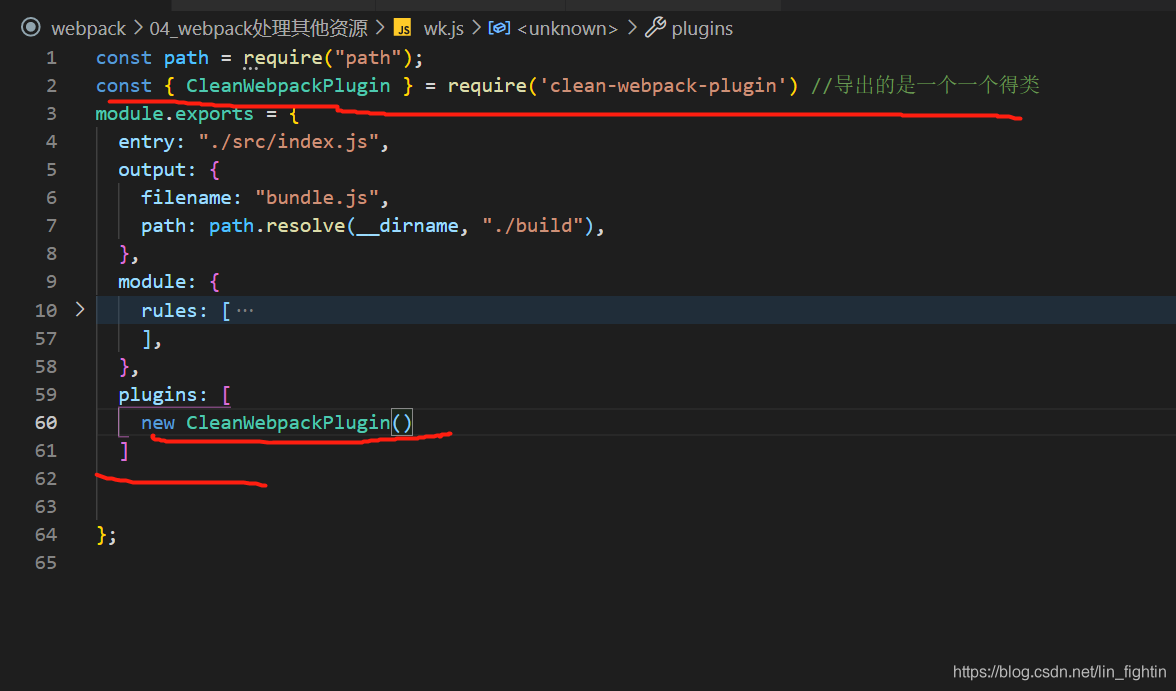 webpack > 04_webpack处理其他资源 > JS wk.js > <unknown> > plugins
1 const path = require("path");
2 const { CleanWebpackPlugin } = require('clean-webpack-plugin') //导出的是一个一个得类
3 module.exports = {
4 entry: "./src/index.js",
5 output: {
6 filename: "bundle.js",
7 path: path.resolve(__dirname, "./build"),
8 },
9 module: {
10 > rules: [ ···
57 ],
58 },
59 plugins: [
60 new CleanWebpackPlugin()
61 ]
62
63
64 };
65
https://blog.csdn.net/lin_fightin